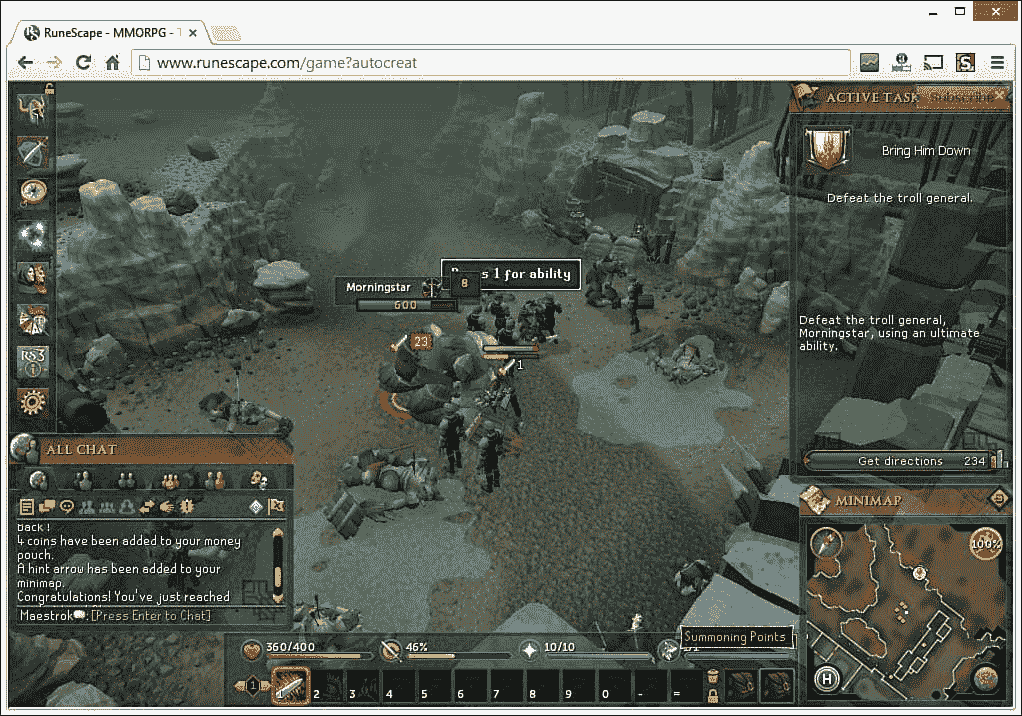 RuneScape - MMORPG -
www.runescape.com/game?autocreat
ACTIVE TASK
Subscribe
Bring Him Down
Defeat the troll general.
s 1 for ability
8
Morningstar
600
23
1
Defeat the troll general,
Morningstar, using an ultimate
ability.
RS3
Get directions 234
ALL CHAT
MINIMAP
100%
Back!
4 coins have been added to your money
pouch.
A hint arrow has been added to your
minimap.
Congratulations! You've just reached
Maestrok: [Press Enter to Chat]
Summoning Points
360/400 46% 10/10
H
1 1 2 3 4 5 6 7 8 9 0 - =